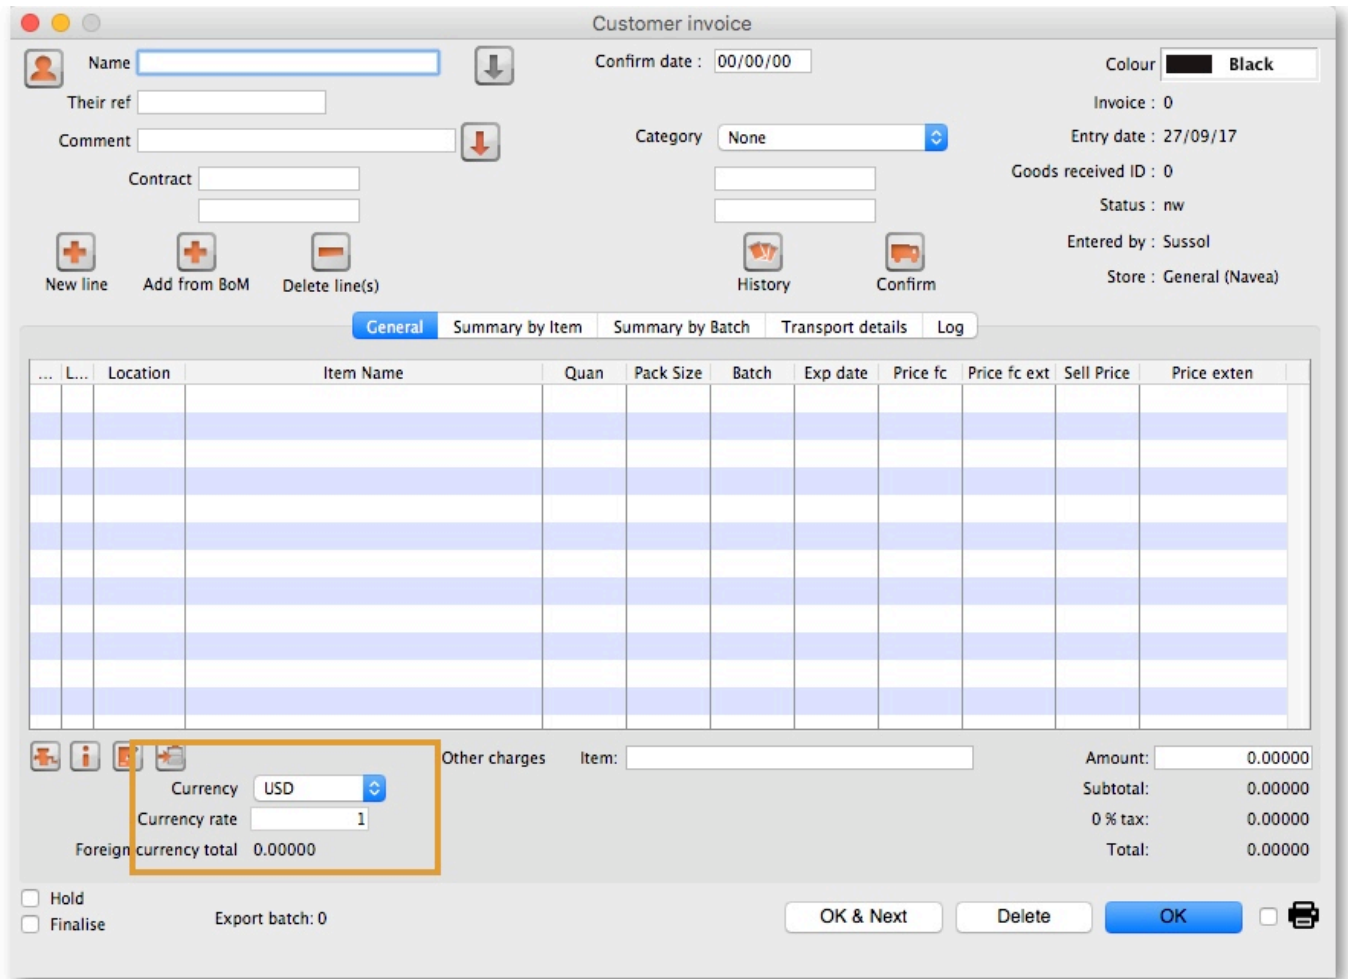 Customer invoice
Name
Confirm date : 00/00/00
Colour Black
Their ref
Invoice : 0
Comment
Category None
Entry date : 27/09/17
Contract
Goods received ID : 0
Status : nw
Entered by : Sussol
Store : General (Navea)
New line Add from BoM Delete line(s) History Confirm
General Summary by Item Summary by Batch Transport details Log
... L... Location Item Name Quan Pack Size Batch Exp date Price fc Price fc ext Sell Price Price exten
Other charges Item: Amount: 0.00000
Currency USD Subtotal: 0.00000
Currency rate 1 0 % tax: 0.00000
Foreign currency total 0.00000 Total: 0.00000
Hold
Finalise Export batch: 0 OK & Next Delete OK